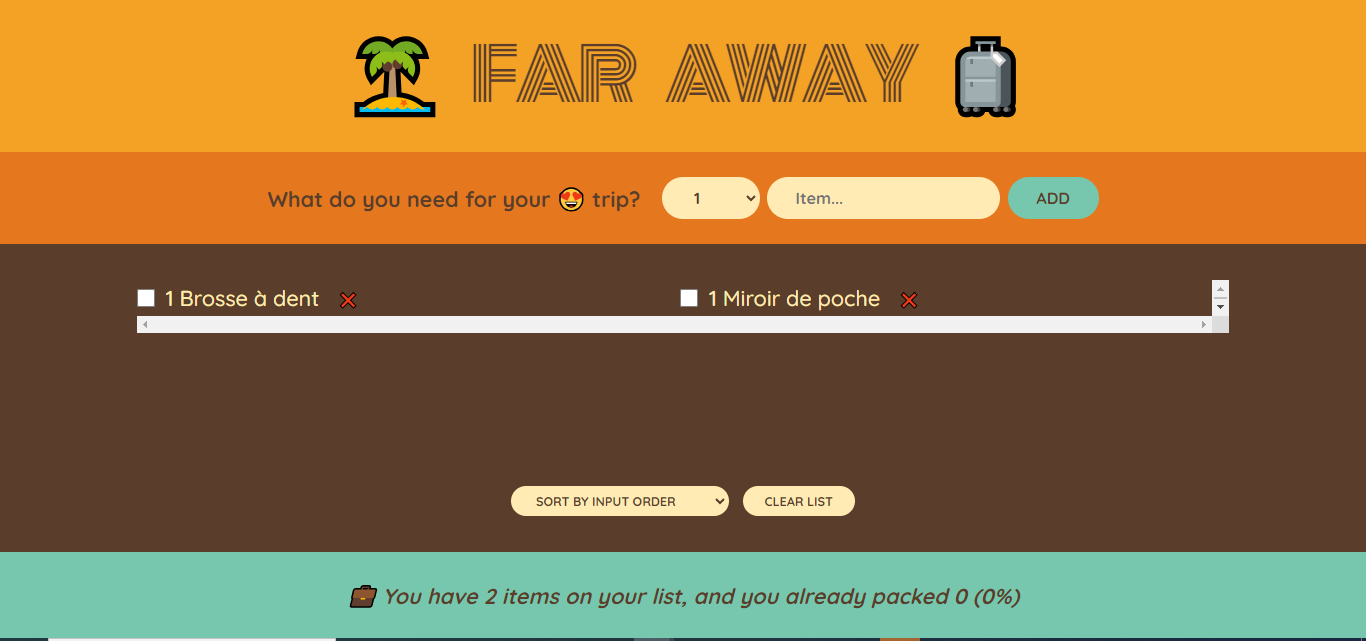 FAR AWAY
What do you need for your 😍 trip? 1 Item... ADD
1 Brosse à dent ❌ 1 Miroir de poche ❌
SORT BY INPUT ORDER CLEAR LIST
You have 2 items on your list, and you already packed 0 (0%)